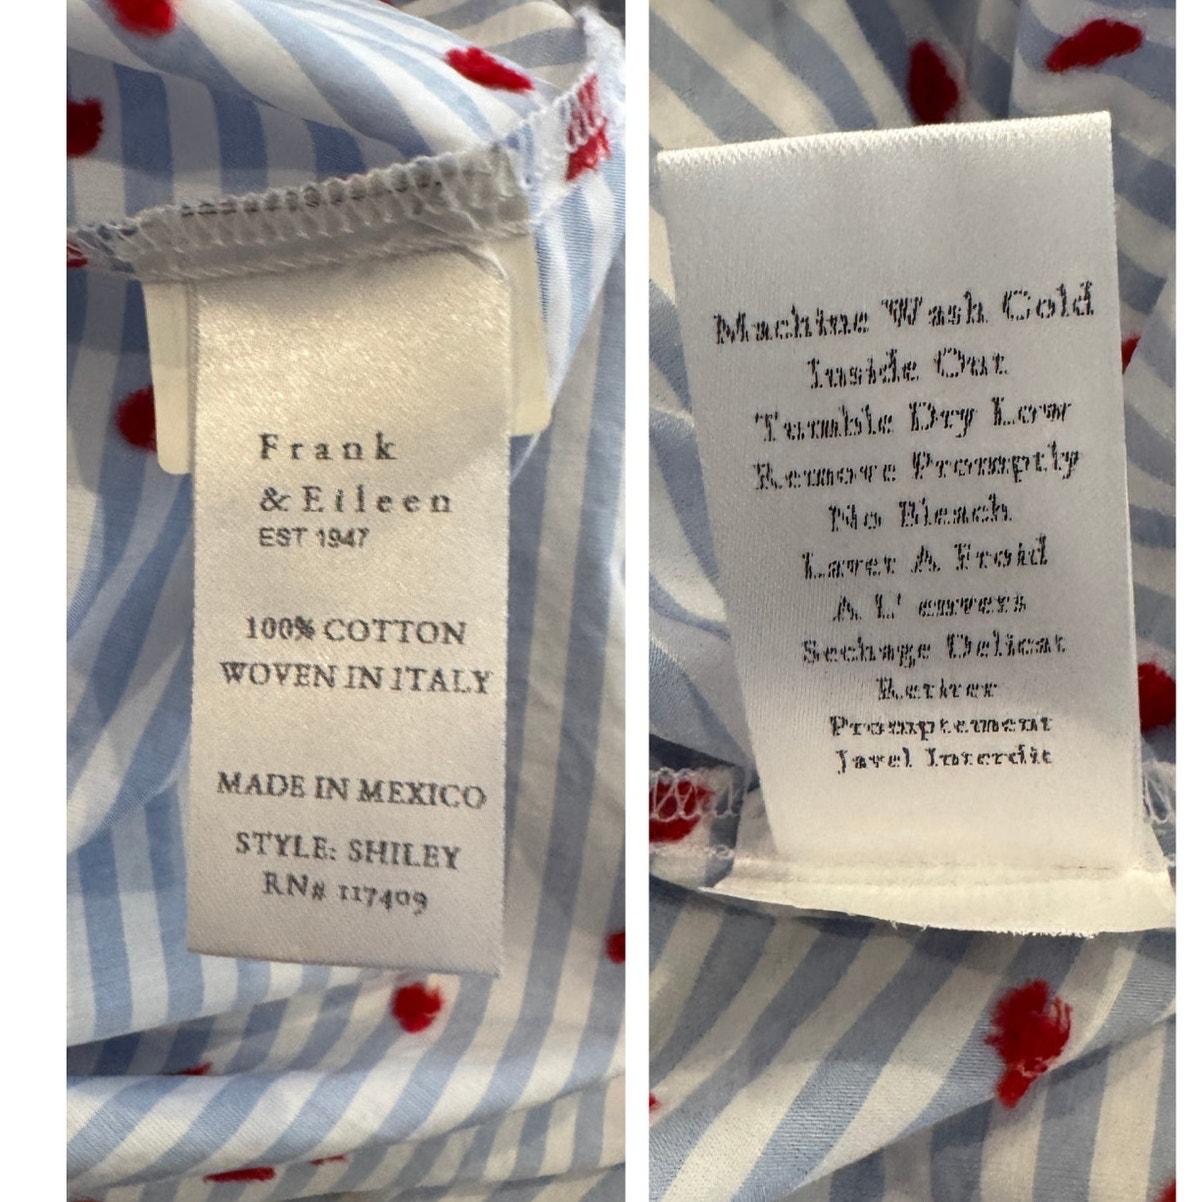 Frank
& Eileen
EST 1947
100% COTTON
WOVEN IN ITALY
MADE IN MEXICO
STYLE: SHILEY
RN# 117409
Machine Wash Cold
Inside Out
Tumble Dry Low
Remove Promptly
No Bleach
Laver A Froid
A L' envers
Sechage Delicat
Retirer
Promptement
Javel Interdit